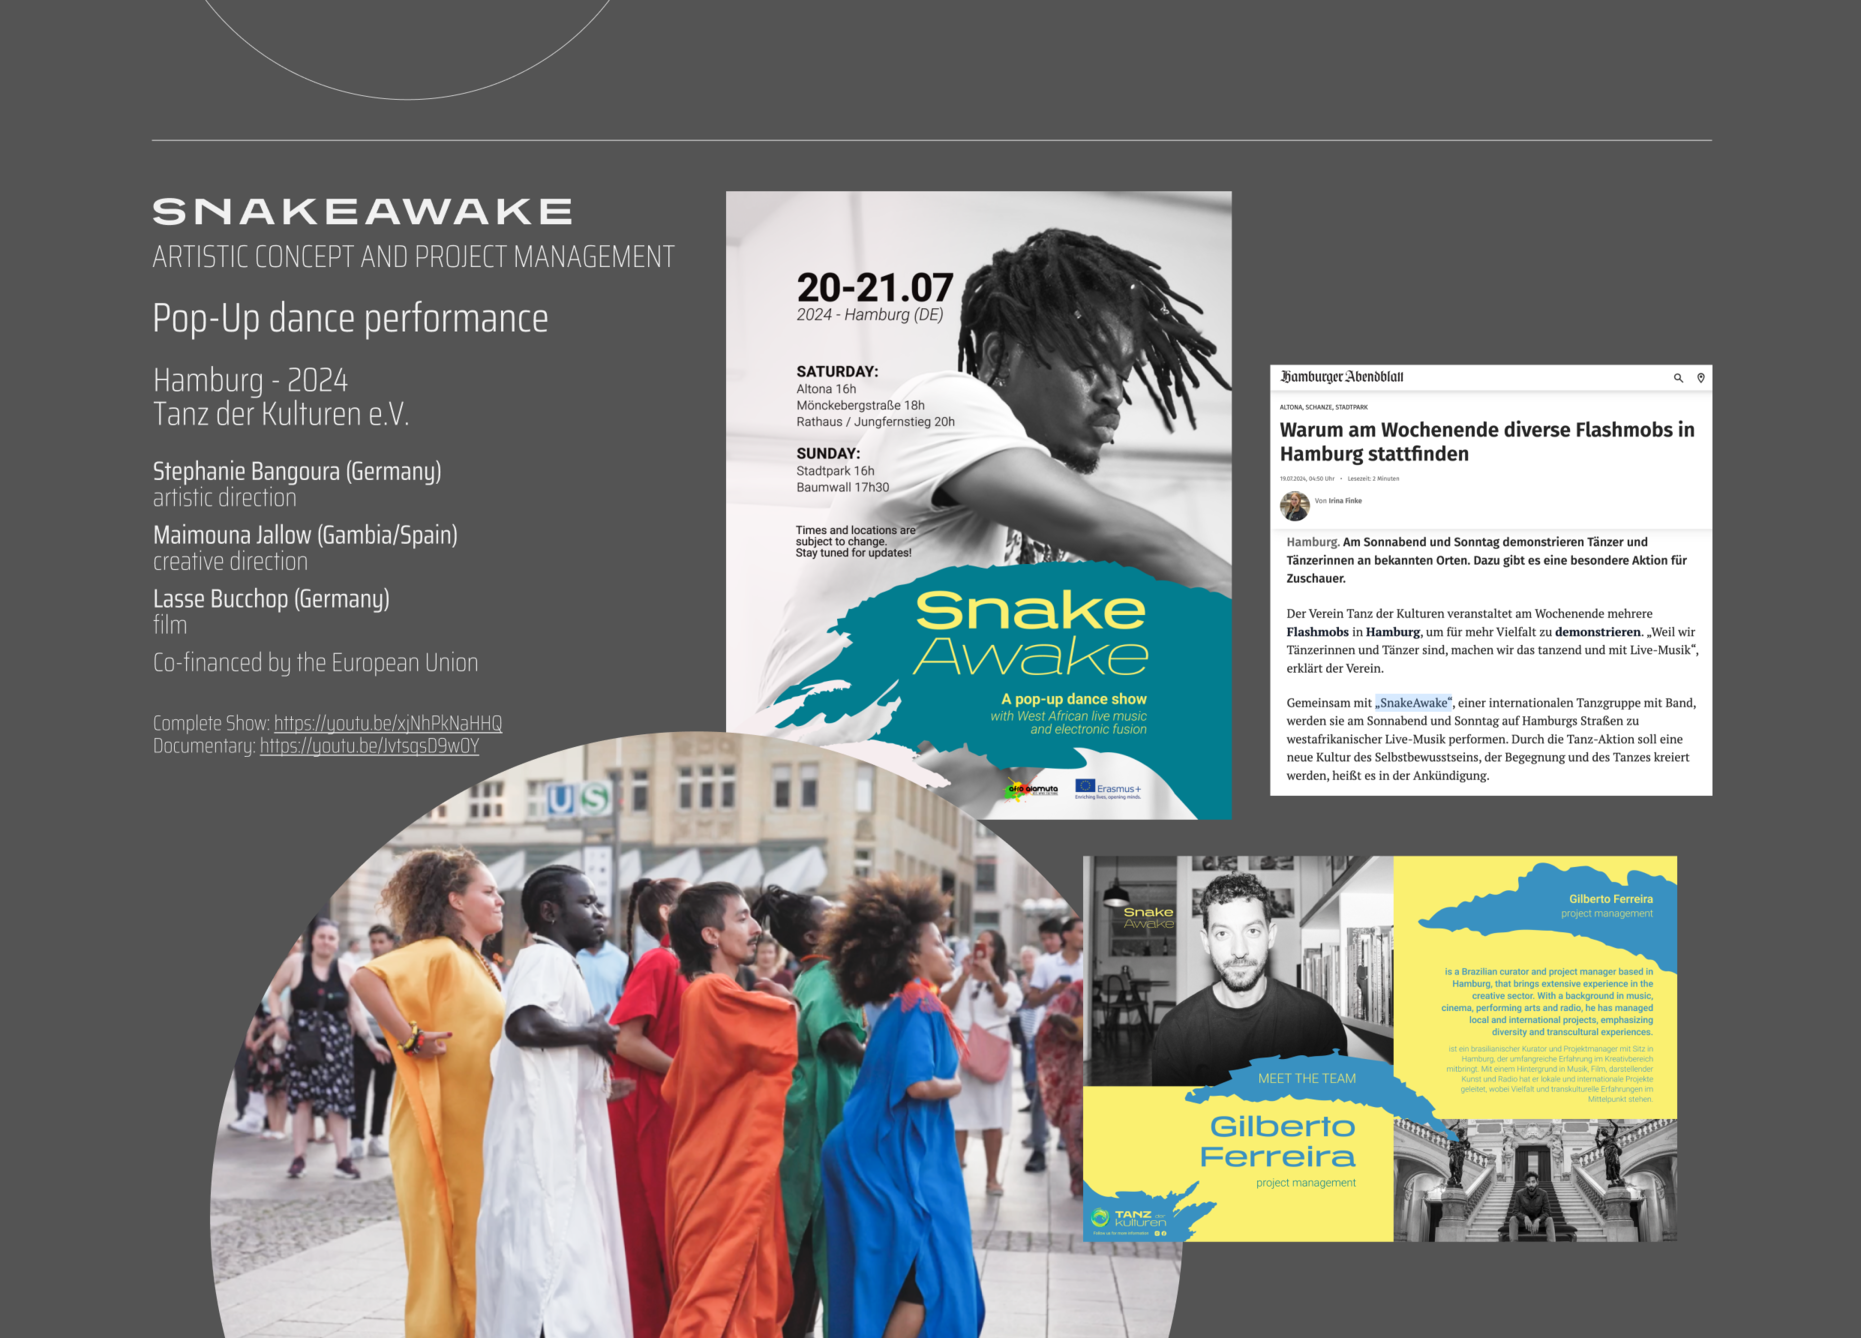 SNAKEAWAKE
ARTISTIC CONCEPT AND PROJECT MANAGEMENT
Pop-Up dance performance
Hamburg - 2024
Tanz der Kulturen e.V.
Stephanie Bangoura (Germany)
artistic direction
Maimouna Jallow (Gambia/Spain)
creative direction
Lasse Bucchop (Germany)
film
Co-financed by the European Union
Complete Show: https://youtu.be/xjNhPkNaHHQ
Documentary: https://youtu.be/JvtsqsD9w0Y
20-21.07
2024 - Hamburg (DE)
SATURDAY:
Altona 16h
Mönckebergstraße 18h
Rathaus / Jungfernstieg 20h
SUNDAY:
Stadtpark 16h
Baumwall 17h30
Times and locations are
subject to change.
Stay tuned for updates!
Snake
Awake
A pop-up dance show
with West African live music
and electronic fusion
afro djamuta
Erasmus+
Enriching lives, opening minds.
Hamburger Abendblatt
ALTONA, SCHANZE, STADTPARK
Warum am Wochenende diverse Flashmobs in
Hamburg stattfinden
19.07.2024, 04:50 Uhr • Lesezeit: 2 Minuten
Von Irina Finke
Hamburg. Am Sonnabend und Sonntag demonstrieren Tänzer und
Tänzerinnen an bekannten Orten. Dazu gibt es eine besondere Aktion für
Zuschauer.
Der Verein Tanz der Kulturen veranstaltet am Wochenende mehrere
Flashmobs in Hamburg, um für mehr Vielfalt zu demonstrieren. „Weil wir
Tänzerinnen und Tänzer sind, machen wir das tanzend und mit Live-Musik“,
erklärt der Verein.
Gemeinsam mit „SnakeAwake“, einer internationalen Tanzgruppe mit Band,
werden sie am Sonnabend und Sonntag auf Hamburgs Straßen zu
westafrikanischer Live-Musik performen. Durch die Tanz-Aktion soll eine
neue Kultur des Selbstbewusstseins, der Begegnung und des Tanzes kreiert
werden, heißt es in der Ankündigung.
U S
Snake
Awake
MEET THE TEAM
Gilberto
Ferreira
project management
TANZ der
kulturen
Follow us for more information
Gilberto Ferreira
project management
is a Brazilian curator and project manager based in
Hamburg, that brings extensive experience in the
creative sector. With a background in music,
cinema, performing arts and radio, he has managed
local and international projects, emphasizing
diversity and transcultural experiences.
ist ein brasilianischer Kurator und Projektmanager mit Sitz in
Hamburg, der umfangreiche Erfahrung im Kreativbereich
mitbringt. Mit einem Hintergrund in Musik, Film, darstellender
Kunst und Radio hat er lokale und internationale Projekte
geleitet, wobei Vielfalt und transkulturelle Erfahrungen im
Mittelpunkt stehen.